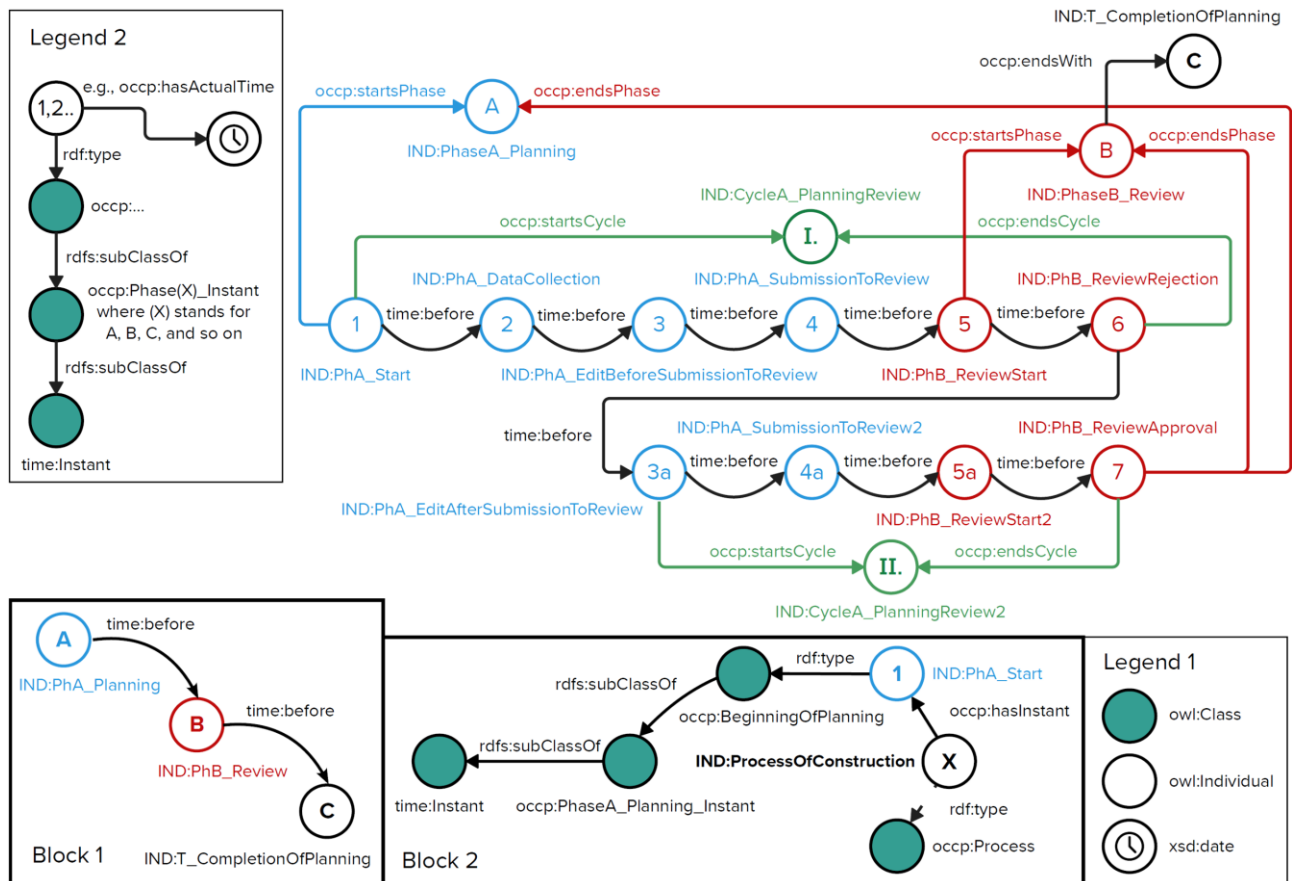 Legend 2
e.g., occp:hasActualTime
1,2..
rdf:type
occp:...
rdfs:subClassOf
occp:Phase(X)_Instant
where (X) stands for
A, B, C, and so on
rdfs:subClassOf
time:Instant
IND:T_CompletionOfPlanning
occp:endsWith
C
occp:startsPhase
A
occp:endsPhase
IND:PhaseA_Planning
occp:startsPhase
B
occp:endsPhase
IND:PhaseB_Review
IND:CycleA_PlanningReview
occp:startsCycle
I.
occp:endsCycle
IND:PhA_DataCollection
IND:PhA_SubmissionToReview
IND:PhB_ReviewRejection
1
time:before
2
time:before
3
time:before
4
time:before
5
time:before
6
IND:PhA_Start
IND:PhA_EditBeforeSubmissionToReview
IND:PhB_ReviewStart
time:before
IND:PhA_SubmissionToReview2
IND:PhB_ReviewApproval
3a
time:before
4a
time:before
5a
time:before
7
IND:PhA_EditAfterSubmissionToReview
IND:PhB_ReviewStart2
occp:startsCycle
II.
occp:endsCycle
IND:CycleA_PlanningReview2
A
time:before
IND:PhA_Planning
B
time:before
IND:PhB_Review
C
IND:T_CompletionOfPlanning
Block 1
rdf:type
1
IND:PhA_Start
rdfs:subClassOf
occp:BeginningOfPlanning
occp:hasInstant
rdfs:subClassOf
IND:ProcessOfConstruction
X
time:Instant
occp:PhaseA_Planning_Instant
rdf:type
occp:Process
Block 2
Legend 1
owl:Class
owl:Individual
xsd:date